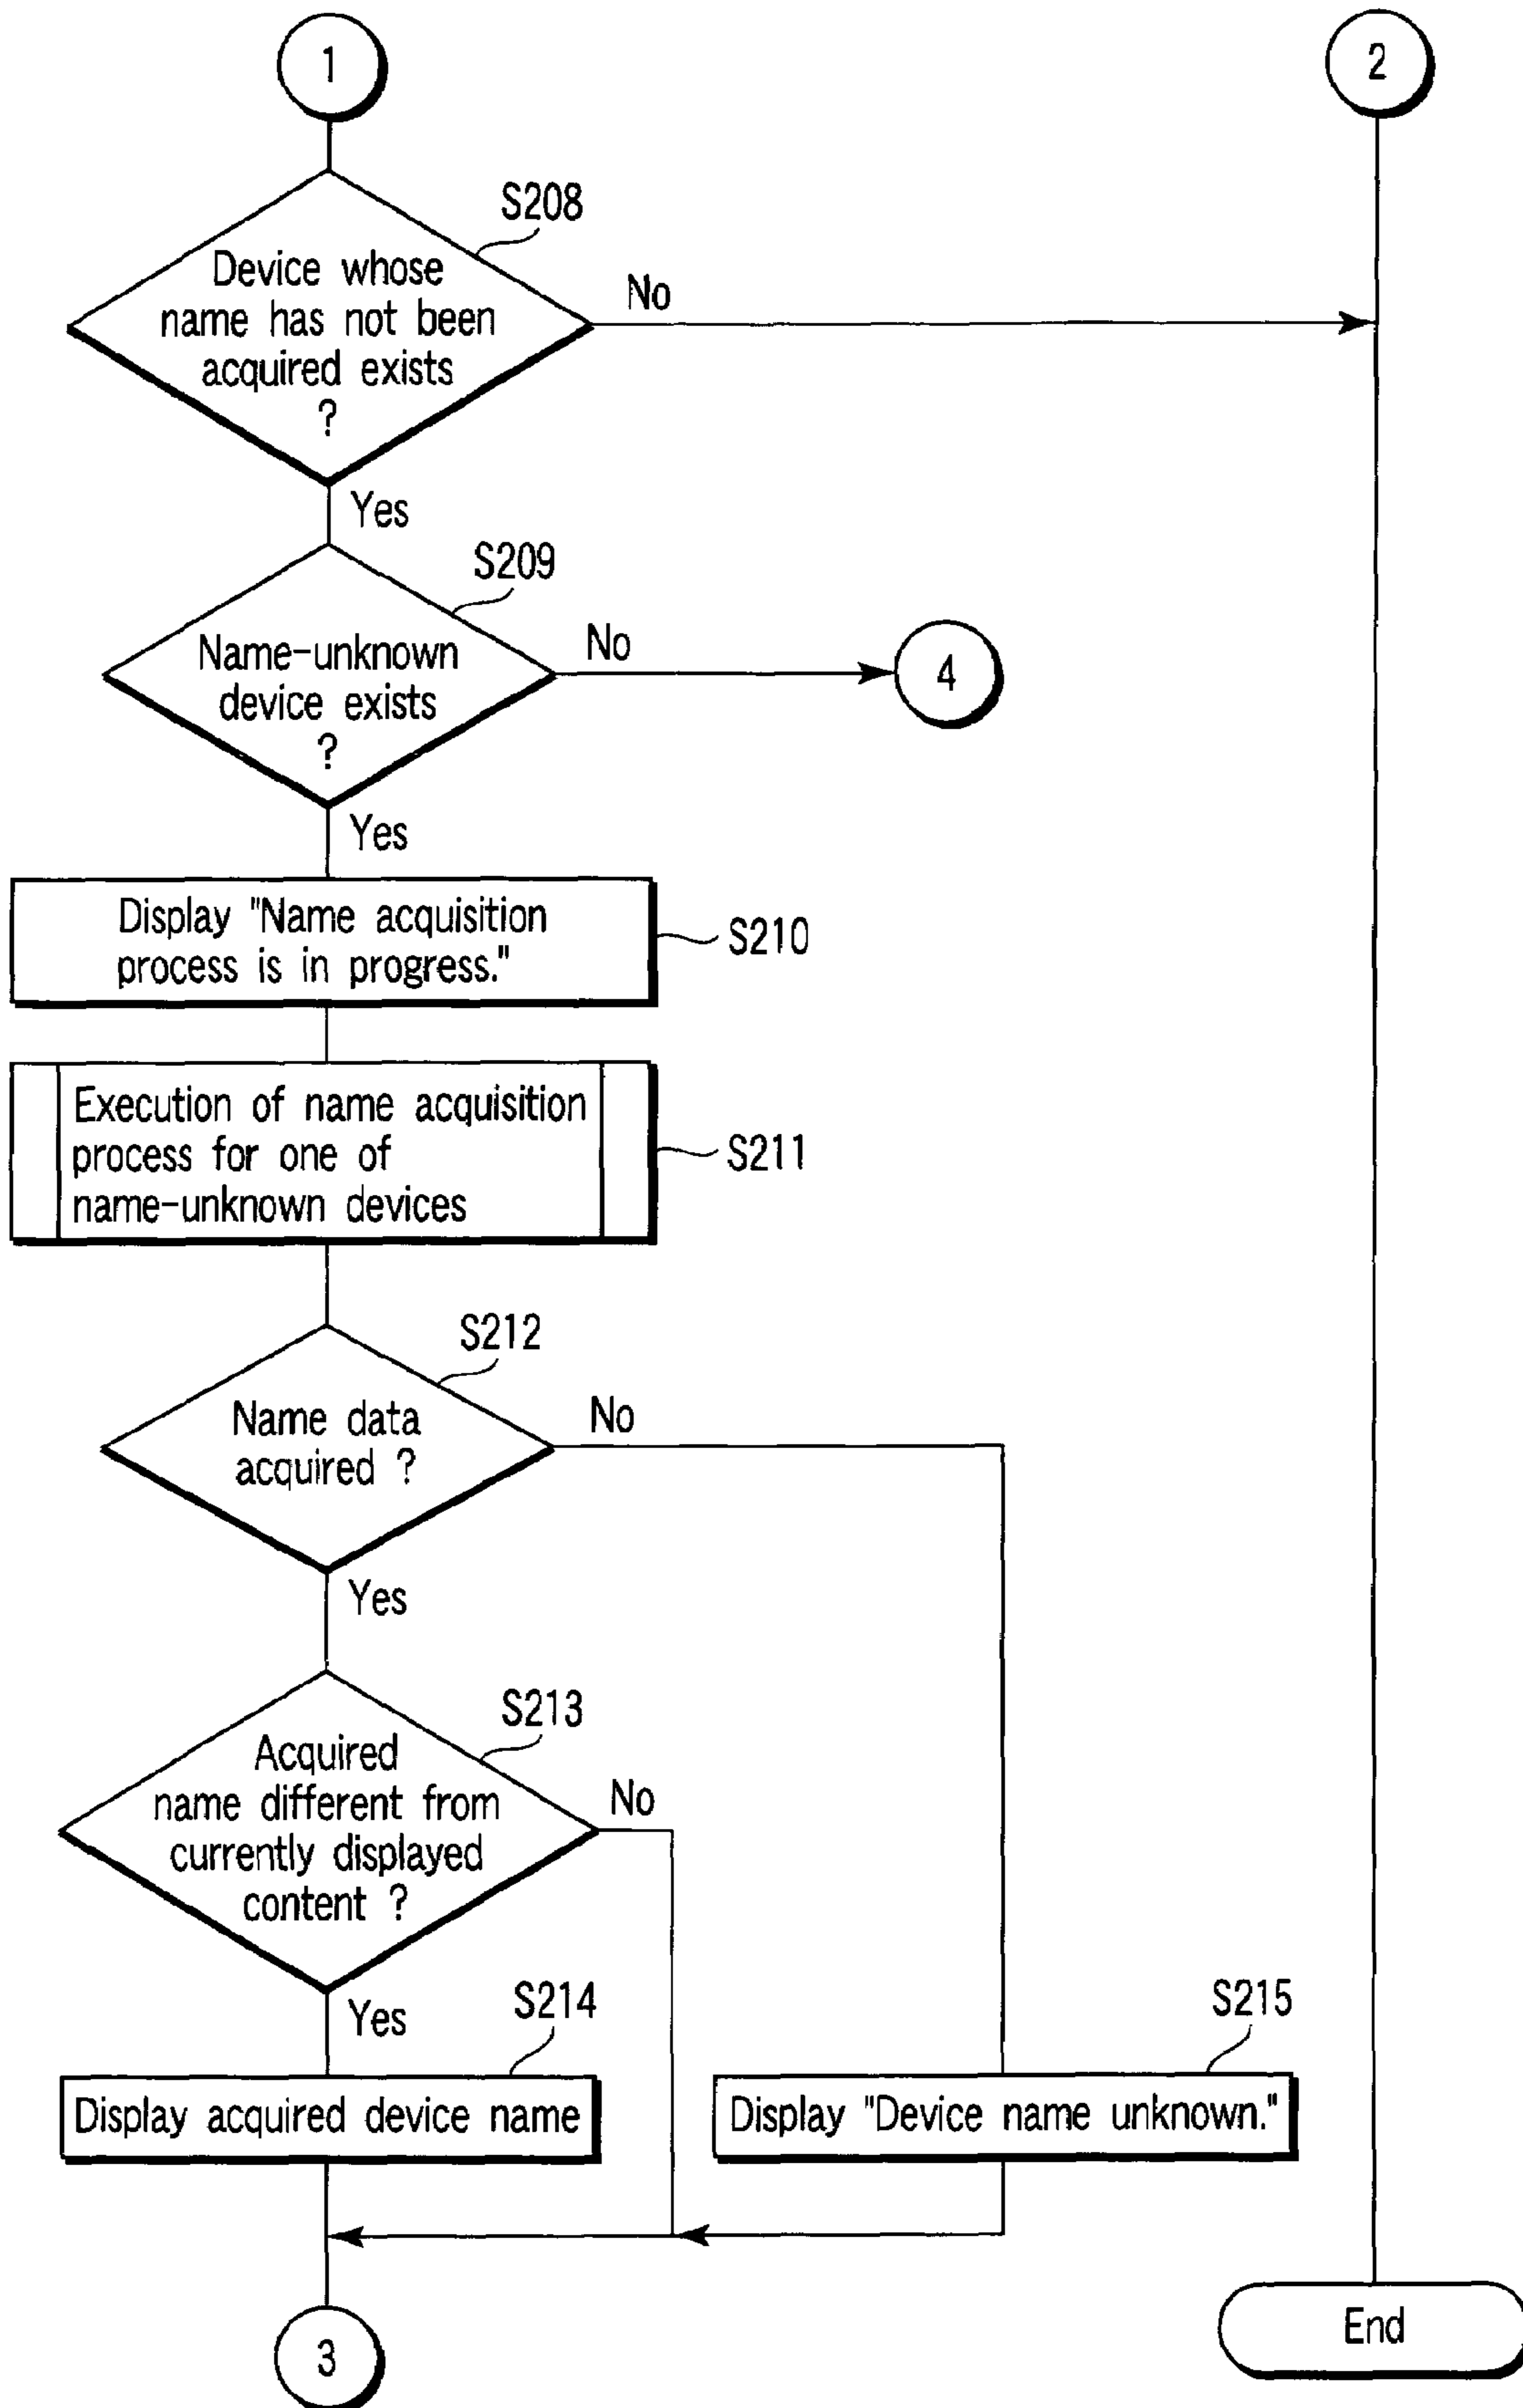 1
2
S208
Device whose
name has not been
acquired exists
?
No
Yes
S209
Name-unknown
device exists
?
No
4
Yes
Display "Name acquisition
process is in progress."
S210
Execution of name acquisition
process for one of
name-unknown devices
S211
S212
Name data
acquired ?
No
Yes
S213
Acquired
name different from
currently displayed
content ?
No
Yes
S214
Display acquired device name
S215
Display "Device name unknown."
3
End